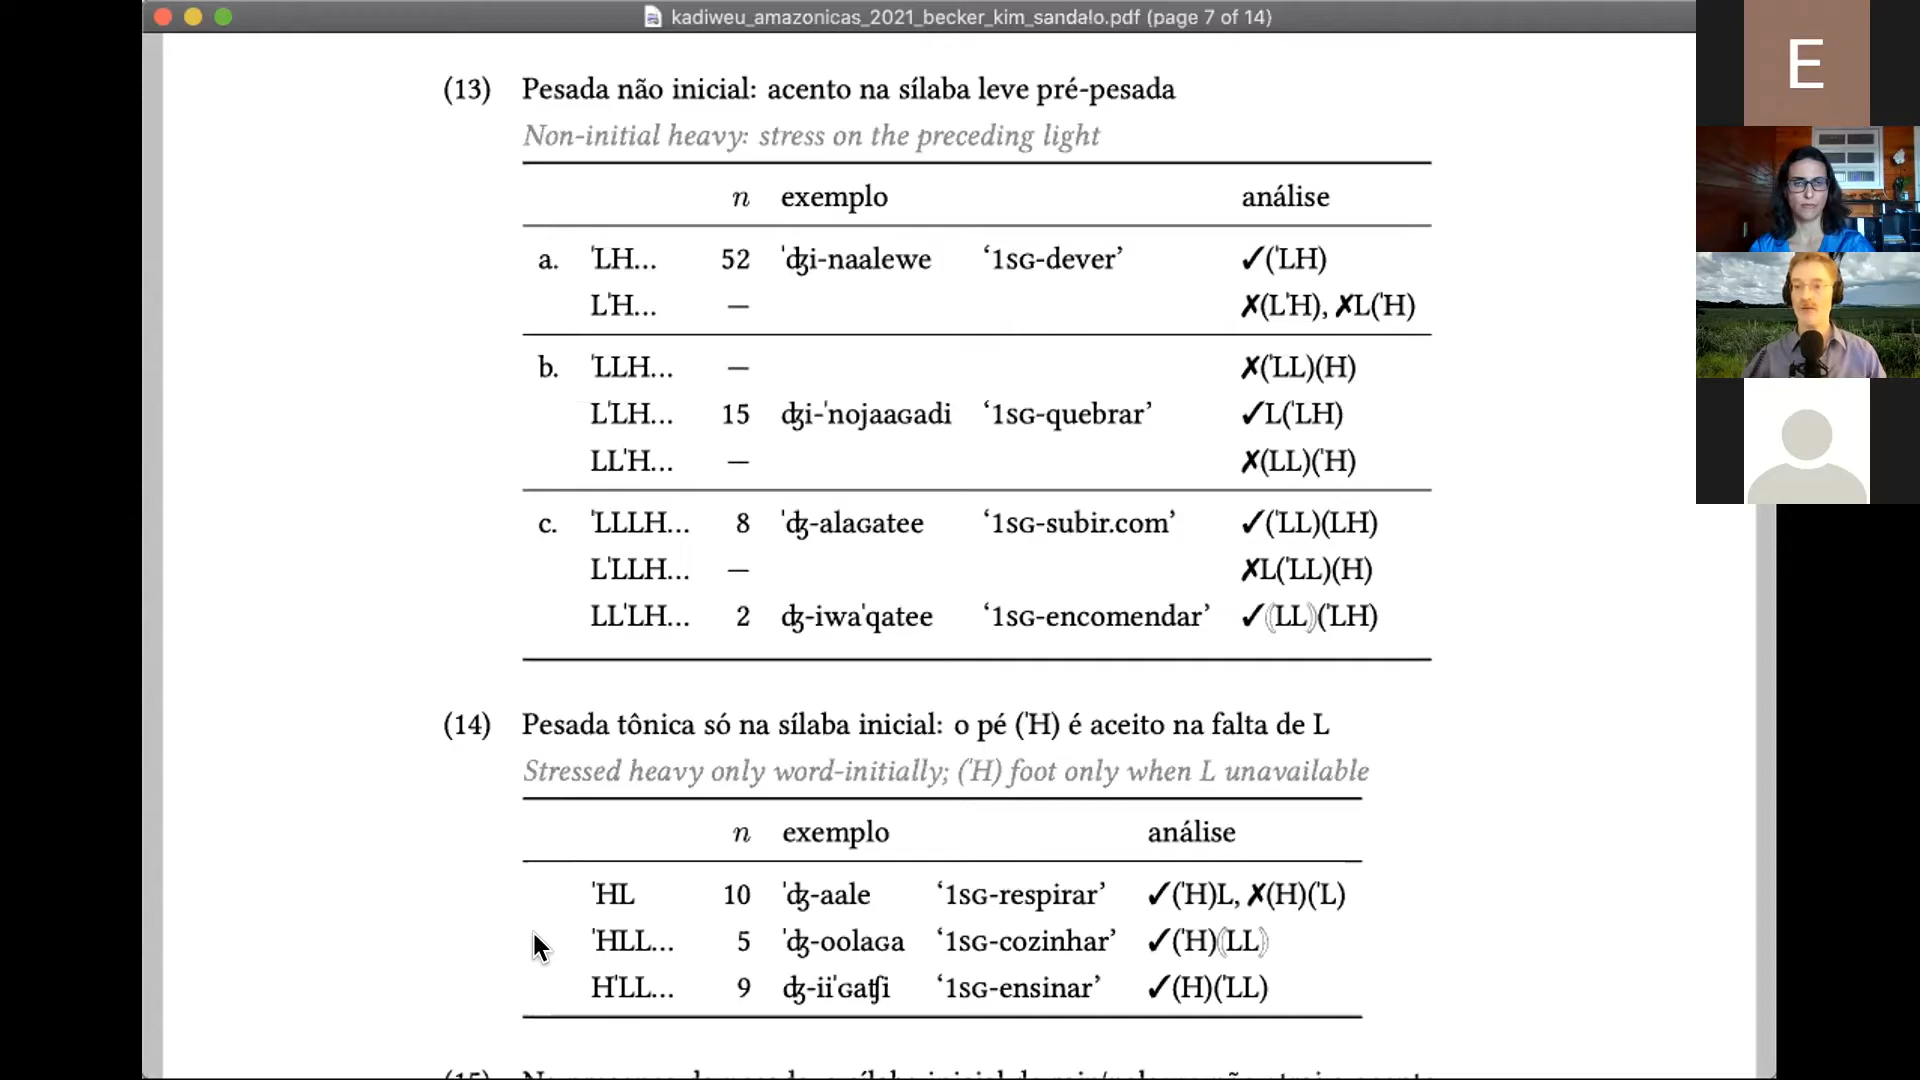 kadiweu_amazonicas_2021_becker_kim_sandalo.pdf (page 7 of 14)
E
(13) Pesada não inicial: acento na sílaba leve pré-pesada
Non-initial heavy: stress on the preceding light
n exemplo análise
a. ˈLH... 52 ˈʤi-naalewe ‘1SG-dever’ ✓(ˈLH)
LˈH... — ✗(LˈH), ✗L(ˈH)
b. ˈLLH... — ✗(ˈLL)(H)
LˈLH... 15 ʤi-ˈnojaaɢadi ‘1SG-quebrar’ ✓L(ˈLH)
LLˈH... — ✗(LL)(ˈH)
c. ˈLLLH... 8 ˈʤ-alaɢatee ‘1SG-subir.com’ ✓(ˈLL)(LH)
LˈLLH... — ✗L(ˈLL)(H)
LLˈLH... 2 ʤ-iwaˈqatee ‘1SG-encomendar’ ✓(LL)(ˈLH)
(14) Pesada tônica só na sílaba inicial: o pé (ˈH) é aceito na falta de L
Stressed heavy only word-initially; (ˈH) foot only when L unavailable
n exemplo análise
ˈHL 10 ˈʤ-aale ‘1SG-respirar’ ✓(ˈH)L, ✗(H)(ˈL)
ˈHLL... 5 ˈʤ-oolaɢa ‘1SG-cozinhar’ ✓(ˈH)(LL)
HˈLL... 9 ʤ-iiˈɢaʧi ‘1SG-ensinar’ ✓(H)(ˈLL)